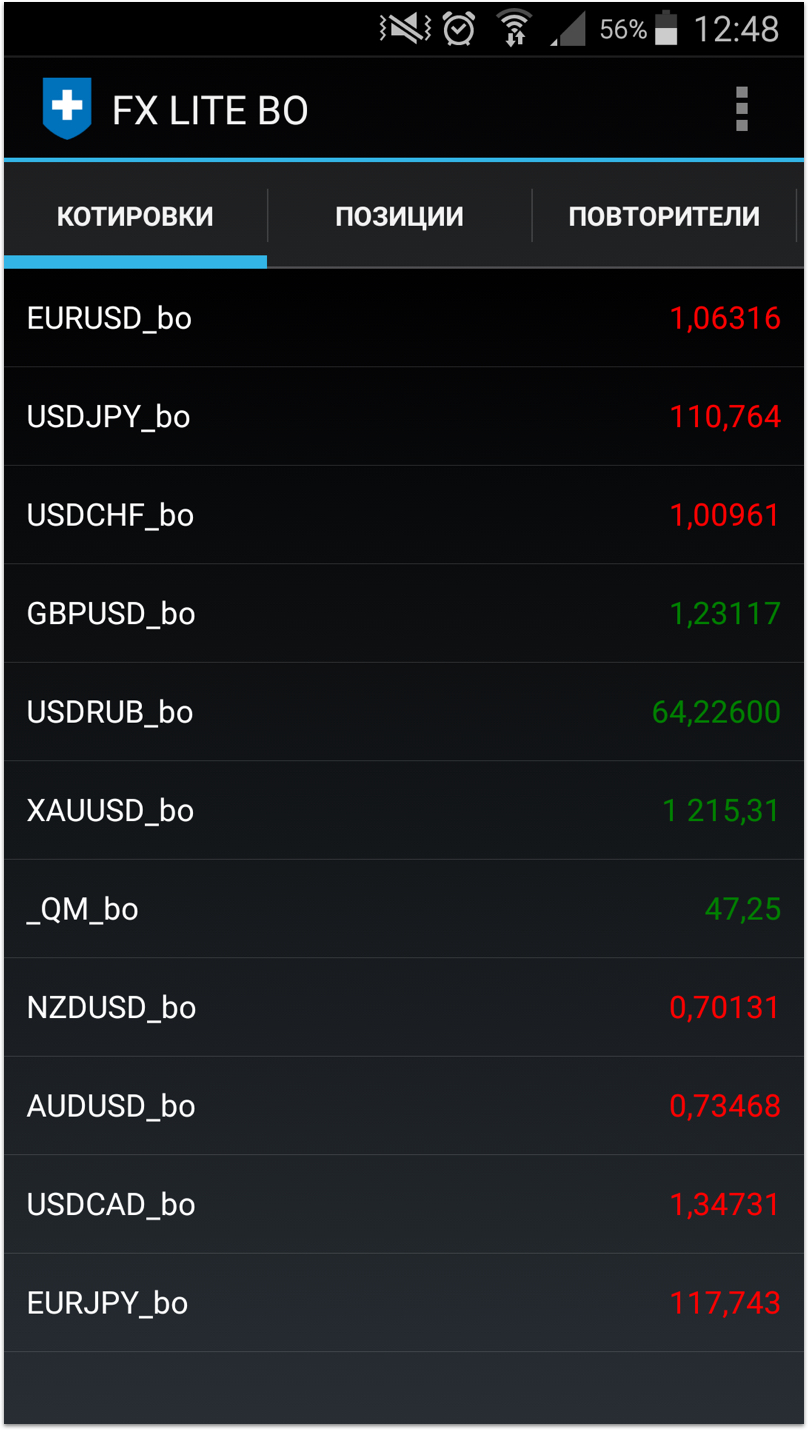 56% 12:48
FX LITE BO
КОТИРОВКИ ПОЗИЦИИ ПОВТОРИТЕЛИ
EURUSD_bo 1,06316
USDJPY_bo 110,764
USDCHF_bo 1,00961
GBPUSD_bo 1,23117
USDRUB_bo 64,22600
XAUUSD_bo 1 215,31
_QM_bo 47,25
NZDUSD_bo 0,70131
AUDUSD_bo 0,73468
USDCAD_bo 1,34731
EURJPY_bo 117,743